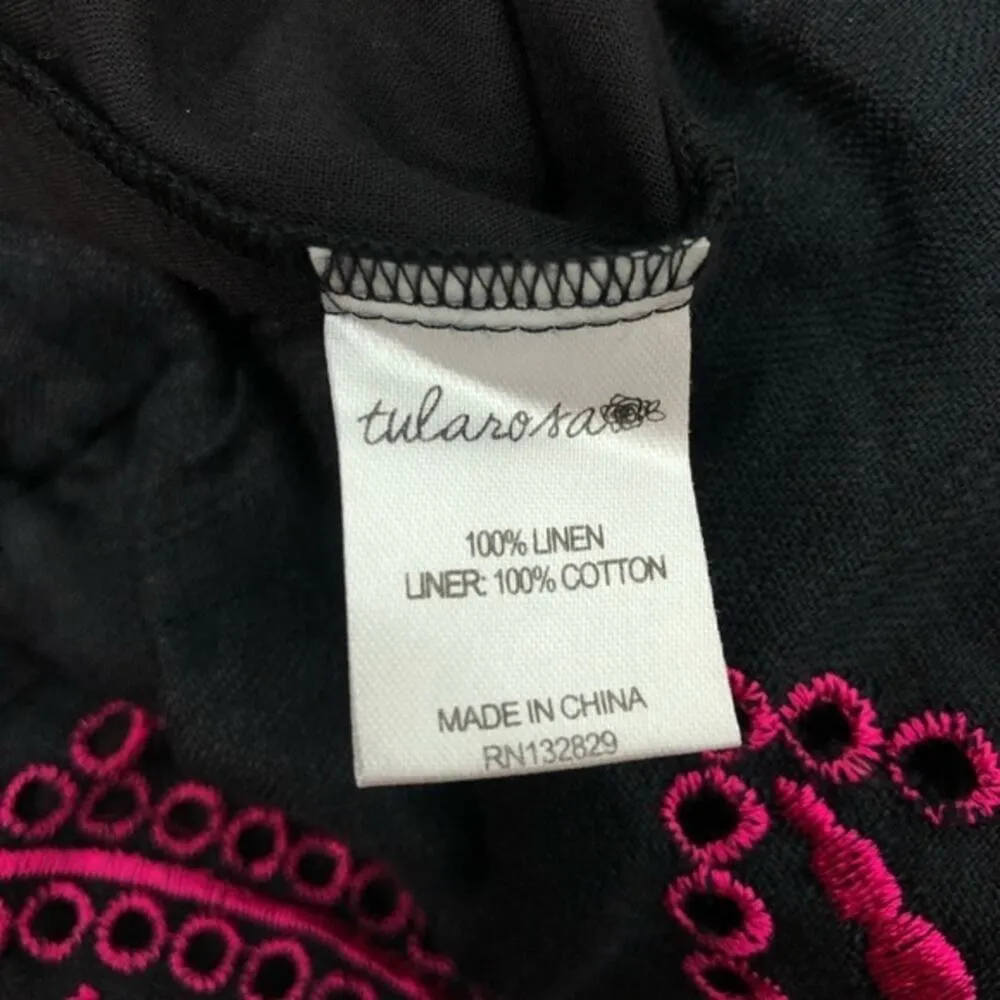 tularosa
100% LINEN
LINER: 100% COTTON
MADE IN CHINA
RN132829